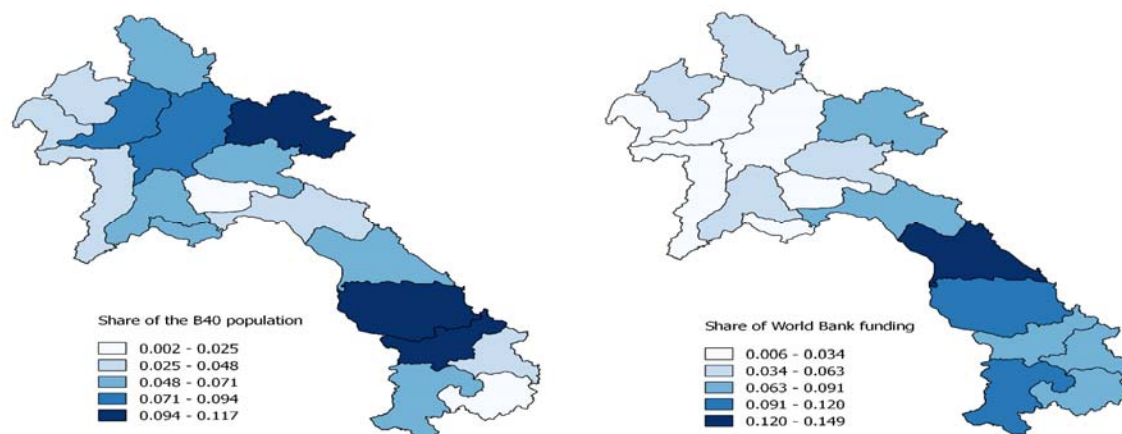 Share of the B40 population
0.002 - 0.025
0.025 - 0.048
0.048 - 0.071
0.071 - 0.094
0.094 - 0.117
Share of World Bank funding
0.006 - 0.034
0.034 - 0.063
0.063 - 0.091
0.091 - 0.120
0.120 - 0.149